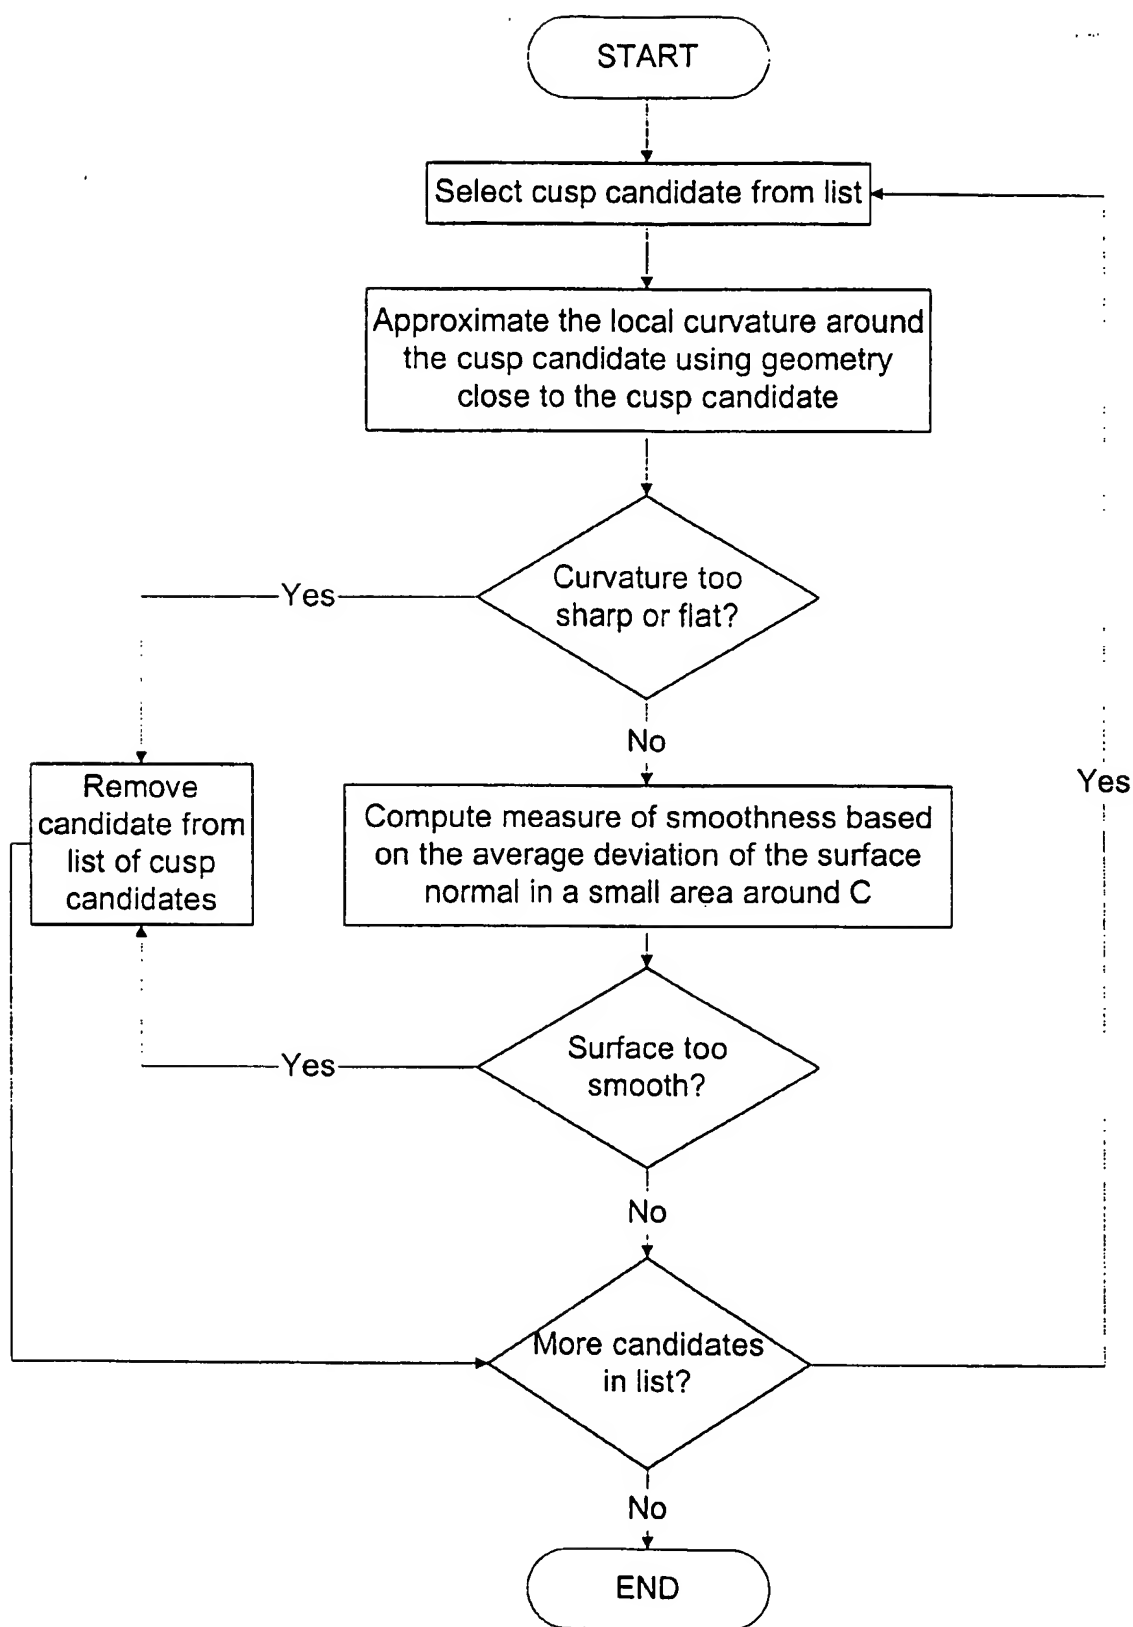 START
Select cusp candidate from list
Approximate the local curvature around
the cusp candidate using geometry
close to the cusp candidate
Curvature too
sharp or flat?
Yes
No
Remove
candidate from
list of cusp
candidates
Compute measure of smoothness based
on the average deviation of the surface
normal in a small area around C
Yes
Surface too
smooth?
Yes
No
More candidates
in list?
No
END